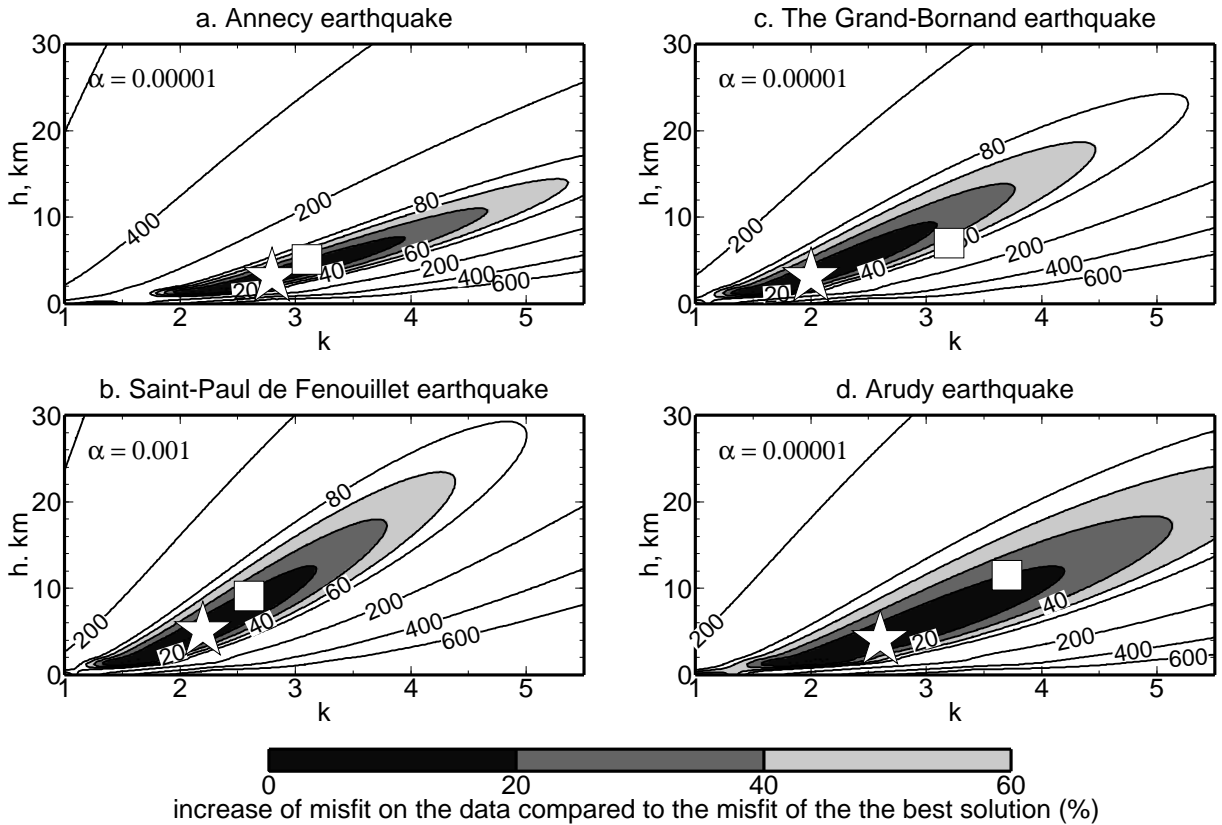 a. Annecy earthquake
α = 0.00001
h, km
30
20
10
0
1 2 3 4 5
k
400
200
80
60
40
20
200
400
600
c. The Grand-Bornand earthquake
α = 0.00001
h, km
30
20
10
0
1 2 3 4 5
k
200
80
60
40
20
200
400
600
b. Saint-Paul de Fenouillet earthquake
α = 0.001
h. km
30
20
10
0
1 2 3 4 5
k
200
80
60
40
20
200
400
600
d. Arudy earthquake
α = 0.00001
h, km
30
20
10
0
1 2 3 4 5
k
200
40
20
200
400
600
0 20 40 60
increase of misfit on the data compared to the misfit of the the best solution (%)